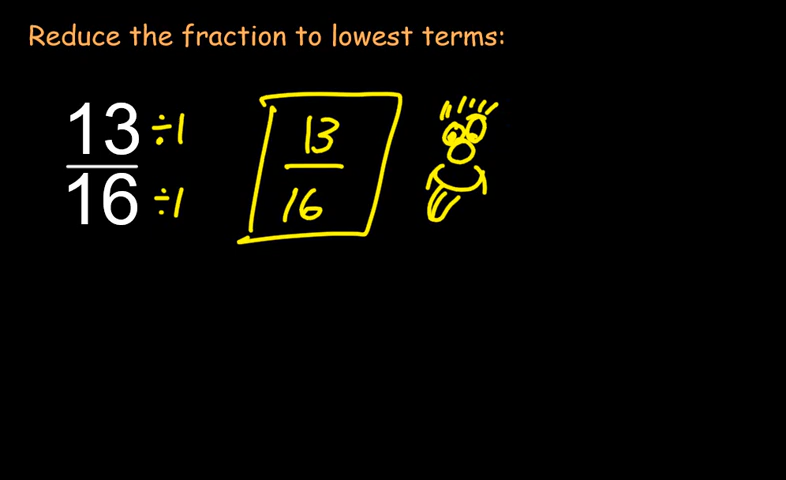 Reduce the fraction to lowest terms:
13 ÷1 13
16 ÷1 16